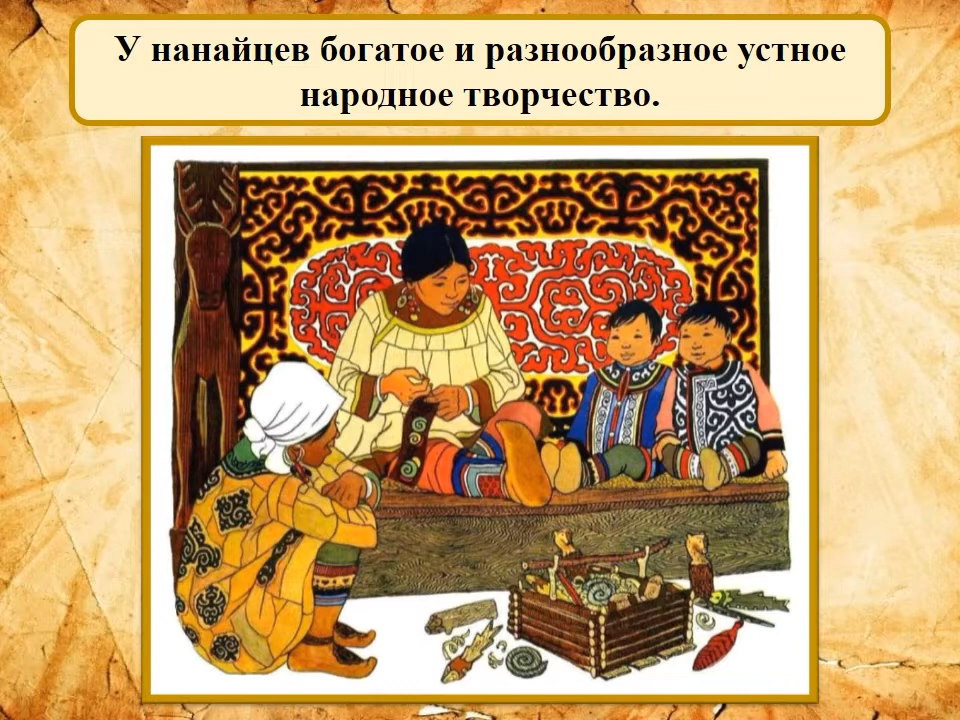 У нанайцев богатое и разнообразное устное
народное творчество.